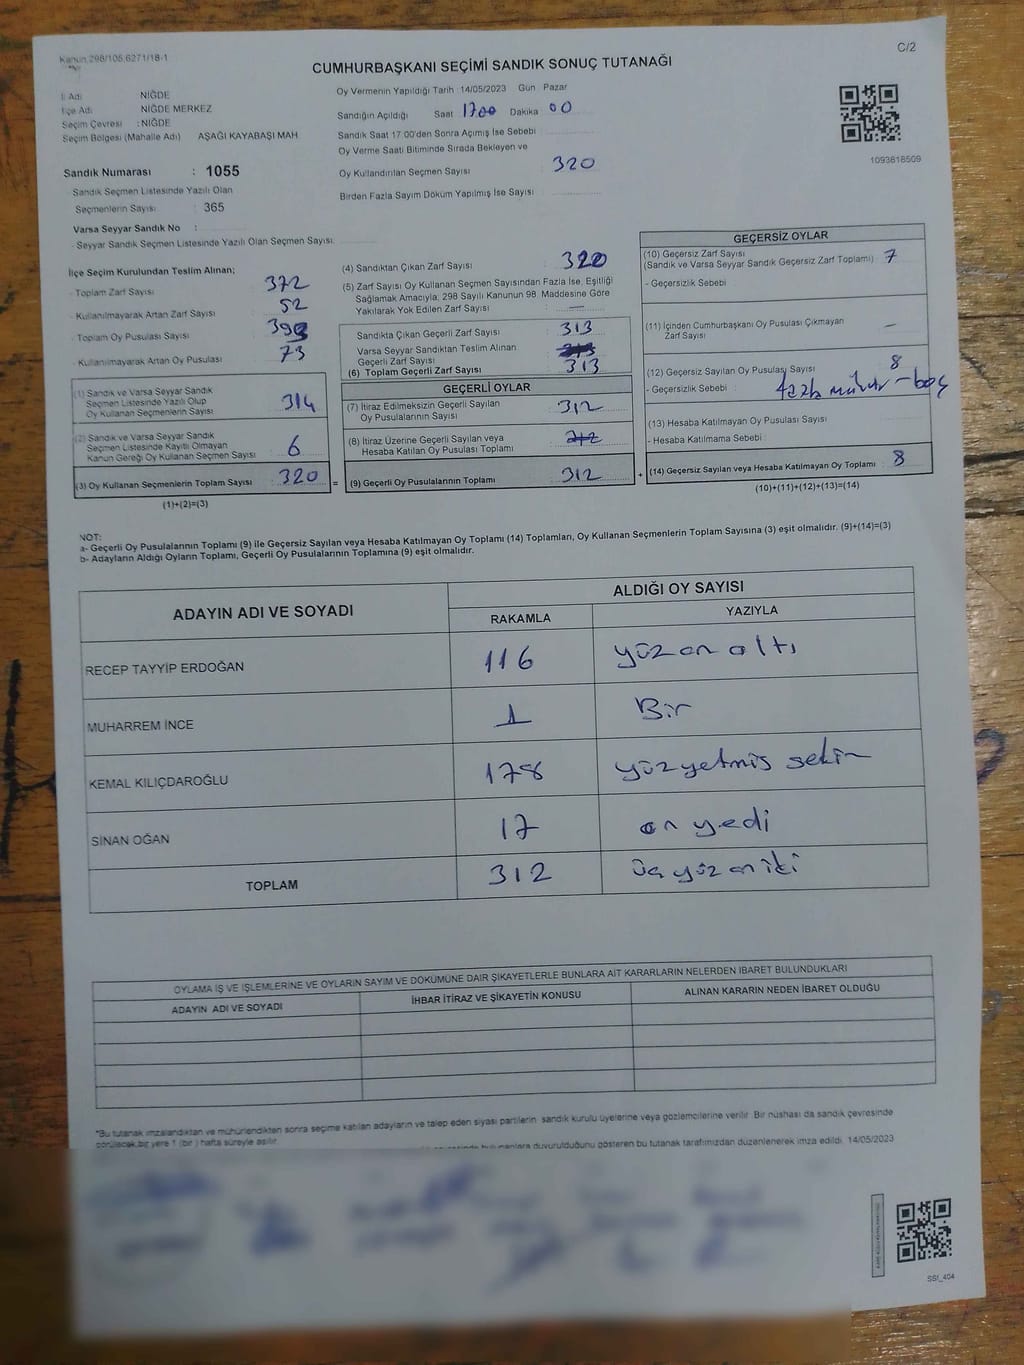 Kanun:298/105,6271/18-1
C/2
CUMHURBAŞKANI SEÇİMİ SANDIK SONUÇ TUTANAĞI
İl Adı NİĞDE
İlçe Adı NİĞDE MERKEZ
Seçim Çevresi : NİĞDE
Seçim Bölgesi (Mahalle Adı) AŞAĞI KAYABAŞI MAH
Oy Vermenin Yapıldığı Tarih :14/05/2023 Gün Pazar
Sandığın Açıldığı Saat 17.00 Dakika 00
Sandık Saat 17.00'den Sonra Açımış İse Sebebi
Oy Verme Saati Bitiminde Sırada Bekleyen ve
Oy Kullandırılan Seçmen Sayısı : 320
Birden Fazla Sayım Döküm Yapılmış İse Sayısı
1093818509
Sandık Numarası : 1055
Sandık Seçmen Listesinde Yazılı Olan
Seçmenlerin Sayısı : 365
Varsa Seyyar Sandık No :
- Seyyar Sandık Seçmen Listesinde Yazılı Olan Seçmen Sayısı:
İlçe Seçim Kurulundan Teslim Alınan;
- Toplam Zarf Sayısı 372
- Kullanılmayarak Artan Zarf Sayısı 52
- Toplam Oy Pusulası Sayısı
- Kullanılmayarak Artan Oy Pusulası 73
(1) Sandık ve Varsa Seyyar Sandık
Seçmen Listesinde Yazılı Olup
Oy Kullanan Seçmenlerin Sayısı : 314
(2) Sandık ve Varsa Seyyar Sandık
Seçmen Listesinde Kayıtlı Olmayan
Kanun Gereği Oy Kullanan Seçmen Sayısı : 6
(3) Oy Kullanan Seçmenlerin Toplam Sayısı : 320
(1)+(2)=(3)
(4) Sandıktan Çıkan Zarf Sayısı : 320
(5) Zarf Sayısı Oy Kullanan Seçmen Sayısından Fazla İse, Eşitliği
Sağlamak Amacıyla, 298 Sayılı Kanunun 98. Maddesine Göre
Yakılarak Yok Edilen Zarf Sayısı : —
Sandıkta Çıkan Geçerli Zarf Sayısı : 313
Varsa Seyyar Sandıktan Teslim Alınan
Geçerli Zarf Sayısı
(6) Toplam Geçerli Zarf Sayısı : 313
GEÇERLİ OYLAR
(7) İtiraz Edilmeksizin Geçerli Sayılan
Oy Pusulalarının Sayısı : 312
(8) İtiraz Üzerine Geçerli Sayılan veya
Hesaba Katılan Oy Pusulası Toplamı
= (9) Geçerli Oy Pusulalarının Toplamı : 312
GEÇERSİZ OYLAR
(10) Geçersiz Zarf Sayısı
(Sandık ve Varsa Seyyar Sandık Geçersiz Zarf Toplamı) : 7
- Geçersizlik Sebebi
(11) İçinden Cumhurbaşkanı Oy Pusulası Çıkmayan
Zarf Sayısı —
(12) Geçersiz Sayılan Oy Pusulası Sayısı 8
- Geçersizlik Sebebi : fazla mühür - boş
(13) Hesaba Katılmayan Oy Pusulası Sayısı
- Hesaba Katılmama Sebebi :
+ (14) Geçersiz Sayılan veya Hesaba Katılmayan Oy Toplamı : 8
(10)+(11)+(12)+(13)=(14)
NOT:
a- Geçerli Oy Pusulalarının Toplamı (9) ile Geçersiz Sayılan veya Hesaba Katılmayan Oy Toplamı (14) Toplamları, Oy Kullanan Seçmenlerin Toplam Sayısına (3) eşit olmalıdır. (9)+(14)=(3)
b- Adayların Aldığı Oyların Toplamı, Geçerli Oy Pusulalarının Toplamına (9) eşit olmalıdır.
ADAYIN ADI VE SOYADI
ALDIĞI OY SAYISI
RAKAMLA YAZIYLA
RECEP TAYYİP ERDOĞAN 116 yüz on altı
MUHARREM İNCE 1 Bir
KEMAL KILIÇDAROĞLU 178 yüzyetmiş sekiz
SİNAN OĞAN 17 on yedi
TOPLAM 312 üç yüz on iki
OYLAMA İŞ VE İŞLEMLERİNE VE OYLARIN SAYIM VE DÖKÜMÜNE DAİR ŞİKAYETLERLE BUNLARA AİT KARARLARIN NELERDEN İBARET BULUNDUKLARI
ADAYIN ADI VE SOYADI İHBAR İTİRAZ VE ŞİKAYETİN KONUSU ALINAN KARARIN NEDEN İBARET OLDUĞU
*Bu tutanak imzalandıktan ve mühürlendikten sonra seçime katılan adayların ve talep eden siyasi partilerin sandık kurulu üyelerine veya gözlemcilerine verilir. Bir nüshası da sandık çevresinde
görülecek bir yere 1 (bir) hafta süreyle asılır.
duyurulduğunu gösteren bu tutanak tarafımızdan düzenlenerek imza edildi. 14/05/2023
SSI_404